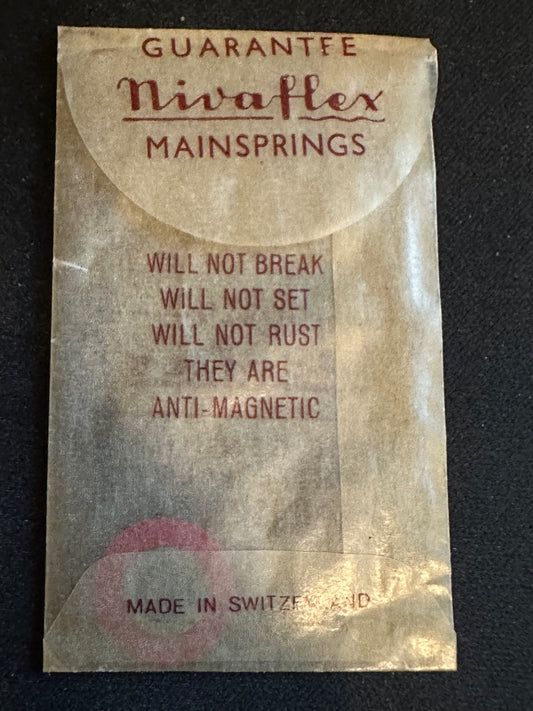 GUARANTEE
Nivaflex
MAINSPRINGS
WILL NOT BREAK
WILL NOT SET
WILL NOT RUST
THEY ARE
ANTI-MAGNETIC
MADE IN SWITZERLAND